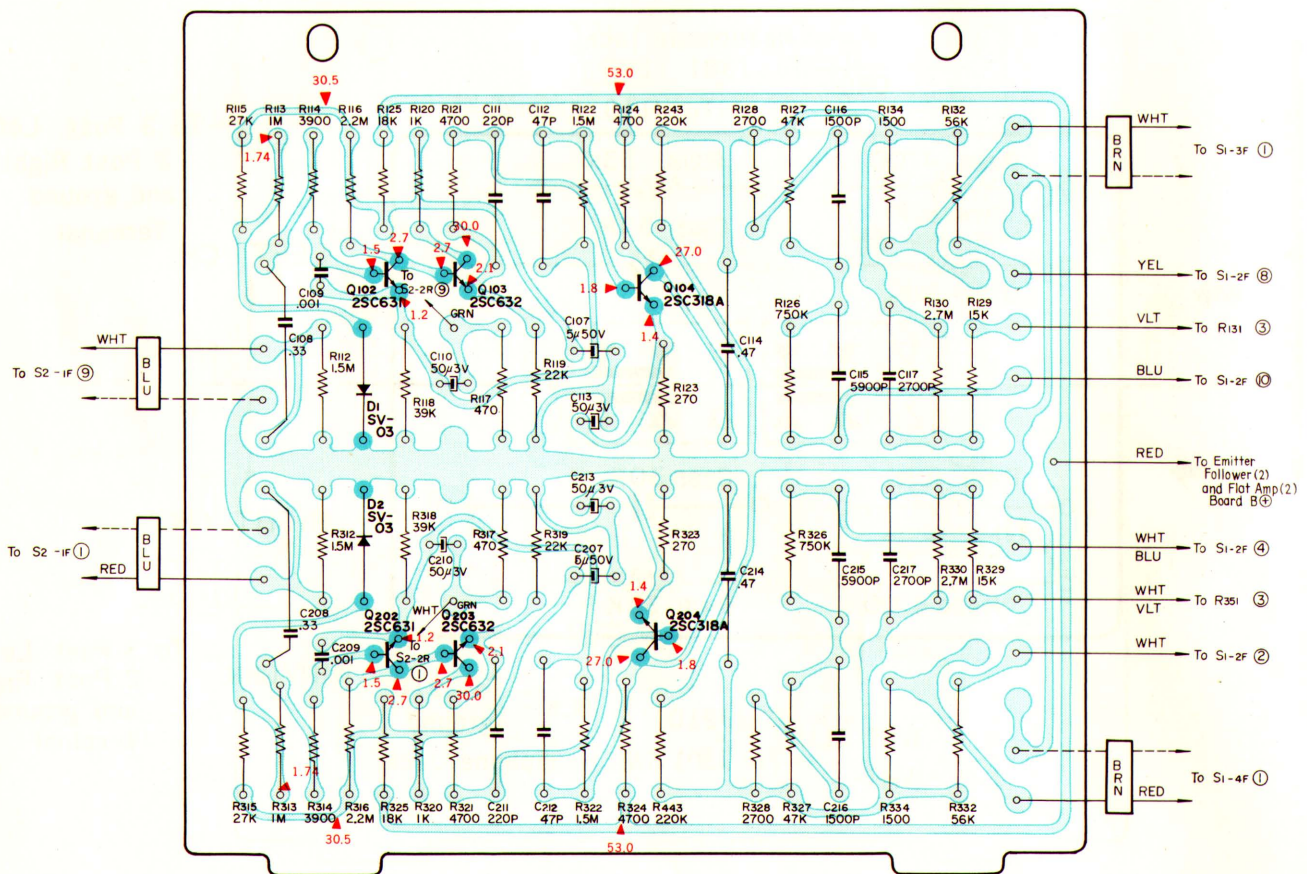 30.5
53.0
R115 R113 R114 R116 R125 R120 R121 C111 C112 R122 R124 R243 R128 R127 C116 R134 R132
27K 1M 3900 2.2M 18K 1K 4700 220P 47P 1.5M 4700 220K 2700 47K 1500P 1500 56K
1.74
WHT
BRN
To S1-3F ①
1.5
2.7
To
S2-2R ⑨
2.7
30.0
2.1
27.0
1.8
1.4
1.2
C109
.001
Q102
2SC631
Q103
2SC632
Q104
2SC318A
YEL
To S1-2F ⑧
GRN
C108
.33
C107
5μ50V
C114
.47
R126
750K
R130
2.7M
R129
15K
VLT
To R131 ③
WHT
BLU
To S2-1F ⑨
R112
1.5M
D1
SV-
03
R118
39K
C110
50μ3V
R117
470
R119
22K
C113
50μ3V
R123
270
C115
5900P
C117
2700P
BLU
To S1-2F ⑩
RED
To Emitter
Follower (2)
and Flat Amp (2)
Board B⊕
D2
SV-
03
C213
50μ3V
R312
1.5M
R318
39K
R317
470
R319
22K
R323
270
R326
750K
C210
50μ3V
C207
5μ50V
C214
.47
C215
5900P
C217
2700P
R330
2.7M
R329
15K
To S2-1F ①
BLU
RED
WHT
BLU
To S1-2F ④
WHT
VLT
To R351 ③
WHT
To S1-2F ②
C208
.33
C209
.001
Q202
2SC631
WHT
GRN
Q203
2SC632
Q204
2SC318A
1.4
1.2
To
S2-2R
①
2.1
27.0
1.8
1.5
2.7
2.7
30.0
1.74
BRN
To S1-4F ①
RED
R315 R313 R314 R316 R325 R320 R321 C211 C212 R322 R324 R443 R328 R327 C216 R334 R332
27K 1M 3900 2.2M 18K 1K 4700 220P 47P 1.5M 4700 220K 2700 47K 1500P 1500 56K
30.5
53.0